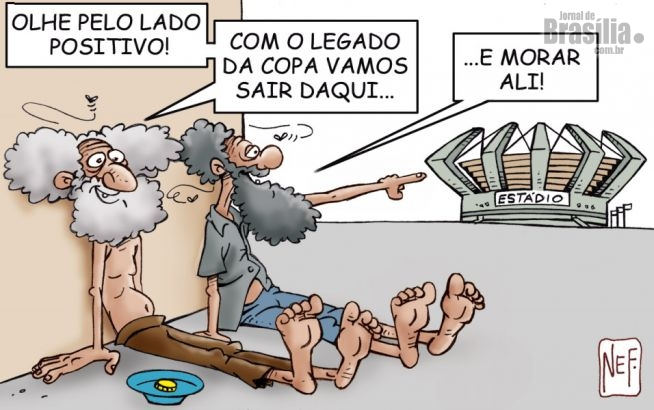 OLHE PELO LADO
POSITIVO!
COM O LEGADO
DA COPA VAMOS
SAIR DAQUI...
...E MORAR
ALI!
Jornal de
Brasília.
com.br
ESTÁDIO
NEF.